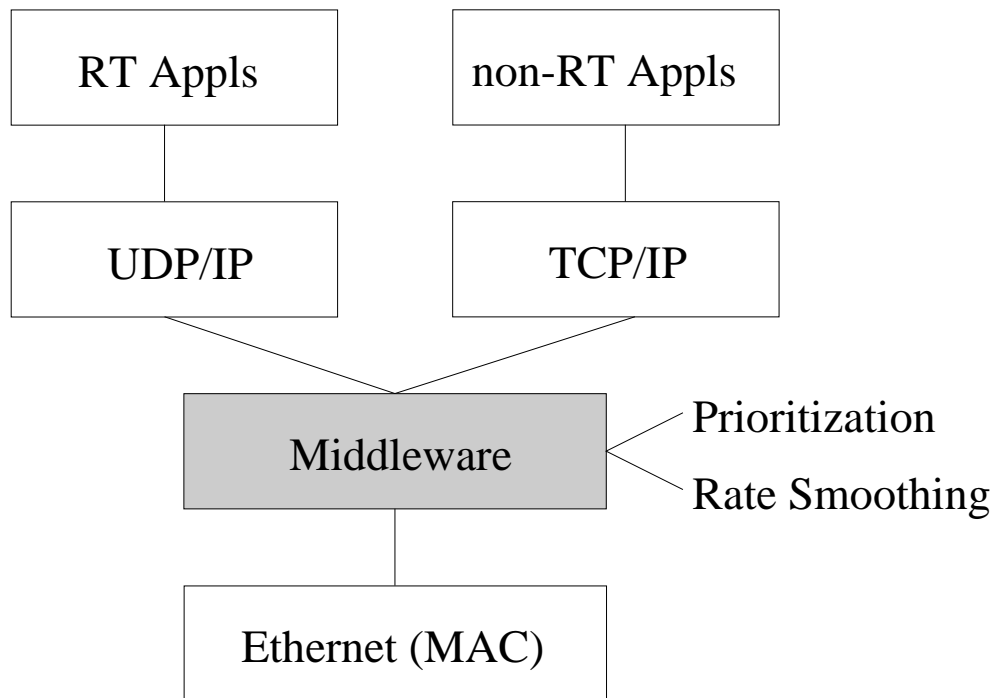 RT Appls
non-RT Appls
UDP/IP
TCP/IP
Middleware
Prioritization
Rate Smoothing
Ethernet (MAC)